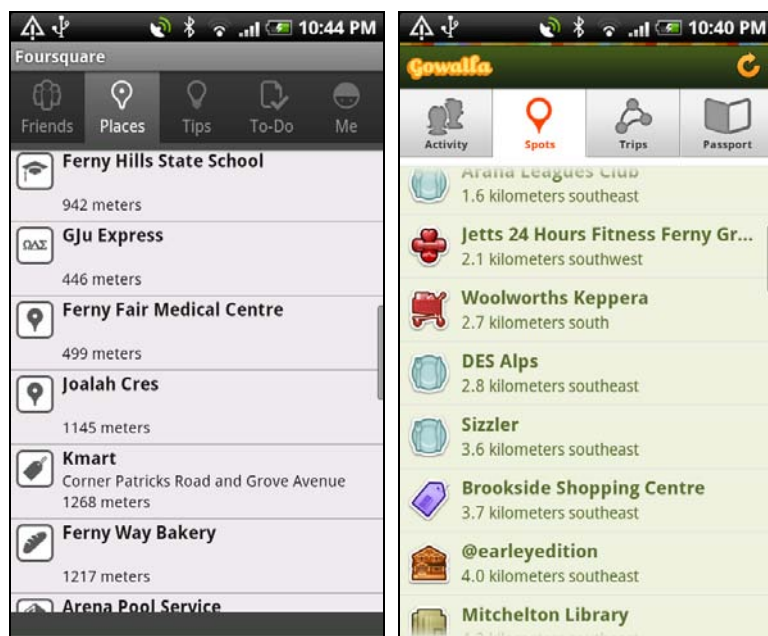 10:44 PM
Foursquare
Friends
Places
Tips
To-Do
Me
Ferny Hills State School
942 meters
GJu Express
ΩΔΣ
446 meters
Ferny Fair Medical Centre
499 meters
Joalah Cres
1145 meters
Kmart
Corner Patricks Road and Grove Avenue
1268 meters
Ferny Way Bakery
1217 meters
Arena Pool Service
10:40 PM
Gowalla
Activity
Spots
Trips
Passport
Arana Leagues Club
1.6 kilometers southeast
Jetts 24 Hours Fitness Ferny Gr...
2.1 kilometers southwest
Woolworths Keppera
2.7 kilometers south
DES Alps
2.8 kilometers southeast
Sizzler
3.6 kilometers southeast
Brookside Shopping Centre
3.7 kilometers southeast
@earleyedition
4.0 kilometers southeast
Mitchelton Library